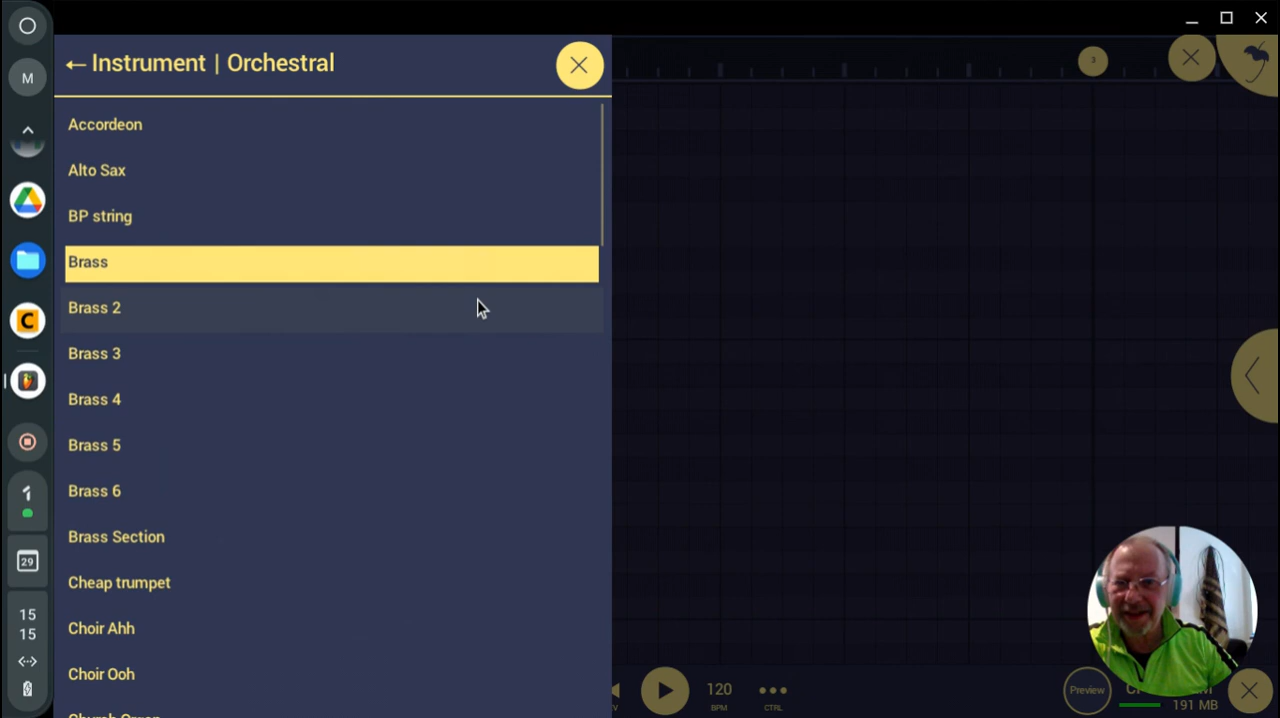 ← Instrument | Orchestral
3
M
Accordeon
Alto Sax
BP string
Brass
Brass 2
Brass 3
Brass 4
Brass 5
Brass 6
Brass Section
Cheap trumpet
Choir Ahh
Choir Ooh
C
29
15
15
120
BPM
CTRL
Preview
191 MB